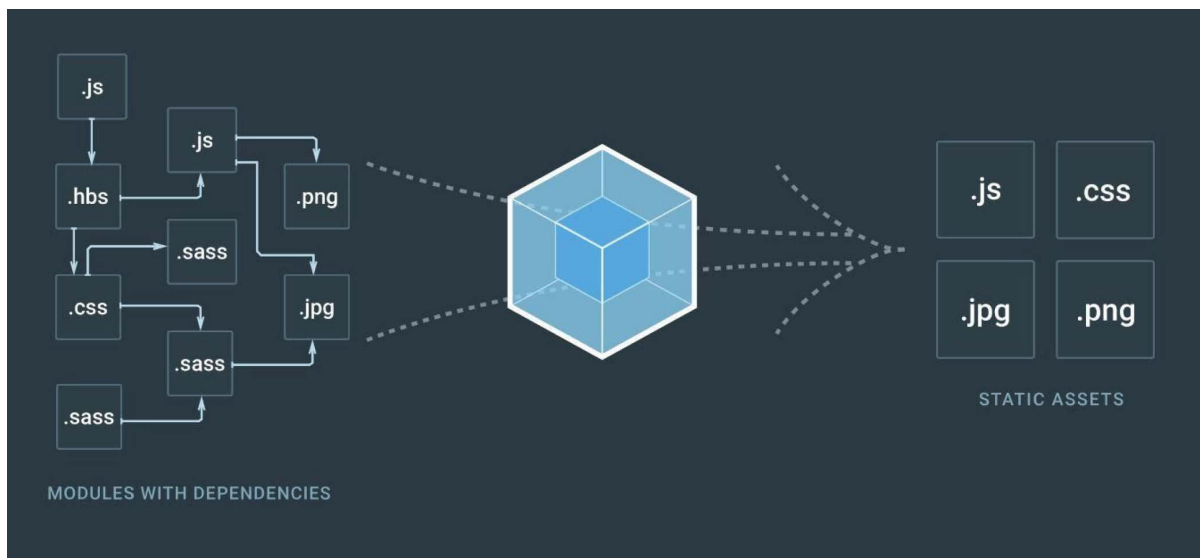 .js
.js
.hbs
.png
.sass
.css
.jpg
.sass
.sass
MODULES WITH DEPENDENCIES
.js
.css
.jpg
.png
STATIC ASSETS